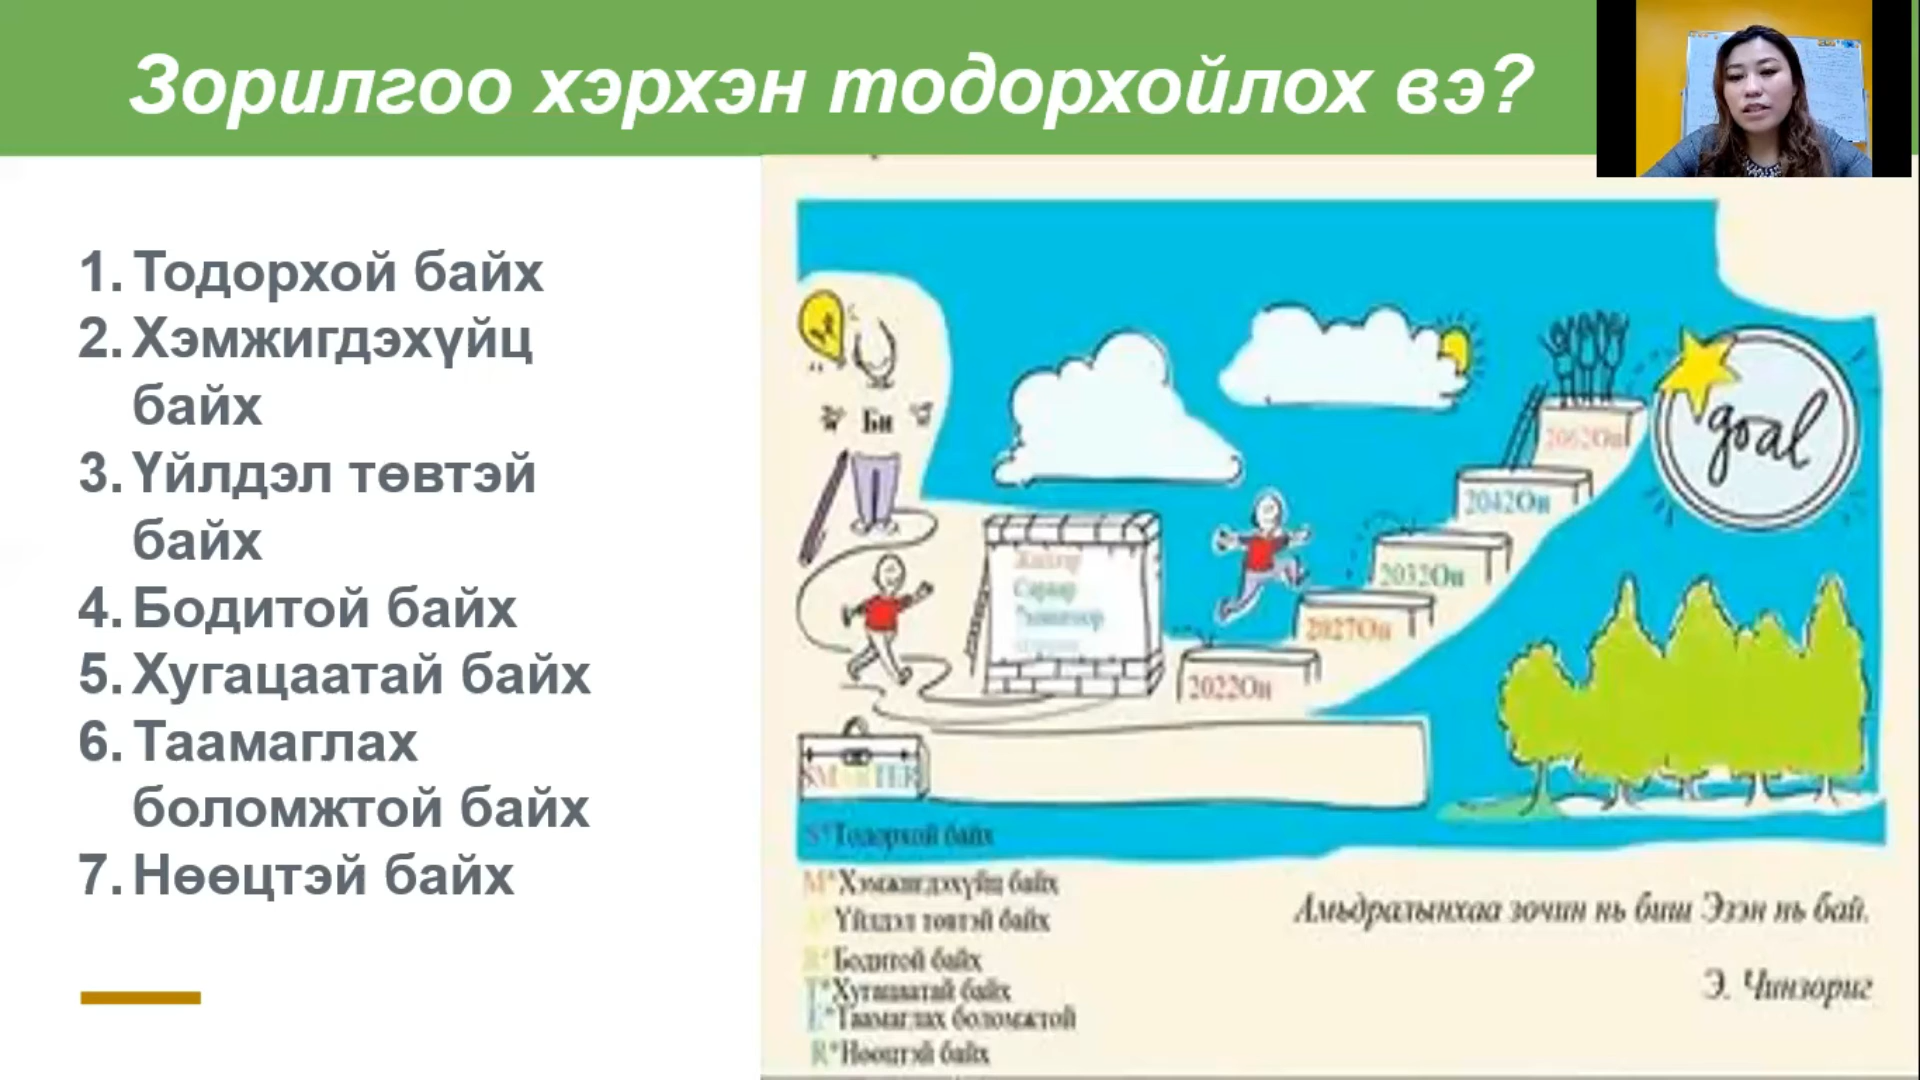 Зорилгоо хэрхэн тодорхойлох вэ?
1. Тодорхой байх
2. Хэмжигдэхүйц
байх
3. Үйлдэл төвтэй
байх
4. Бодитой байх
5. Хугацаатай байх
6. Таамаглах
боломжтой байх
7. Нөөцтэй байх
Би
goal
2062Он
2042Он
2032Он
2027Он
2022Он
SMARTER
S*Тодорхой байх
M*Хэмжигдэхүйц байх
Үйлдэл төвтэй байх
R*Бодитой байх
T*Хугацаатай байх
E*Таамаглах боломжтой
R*Нөөцтэй байх
Амьдралынхаа зочин нь биш Эзэн нь бай.
Э. Чинзориг